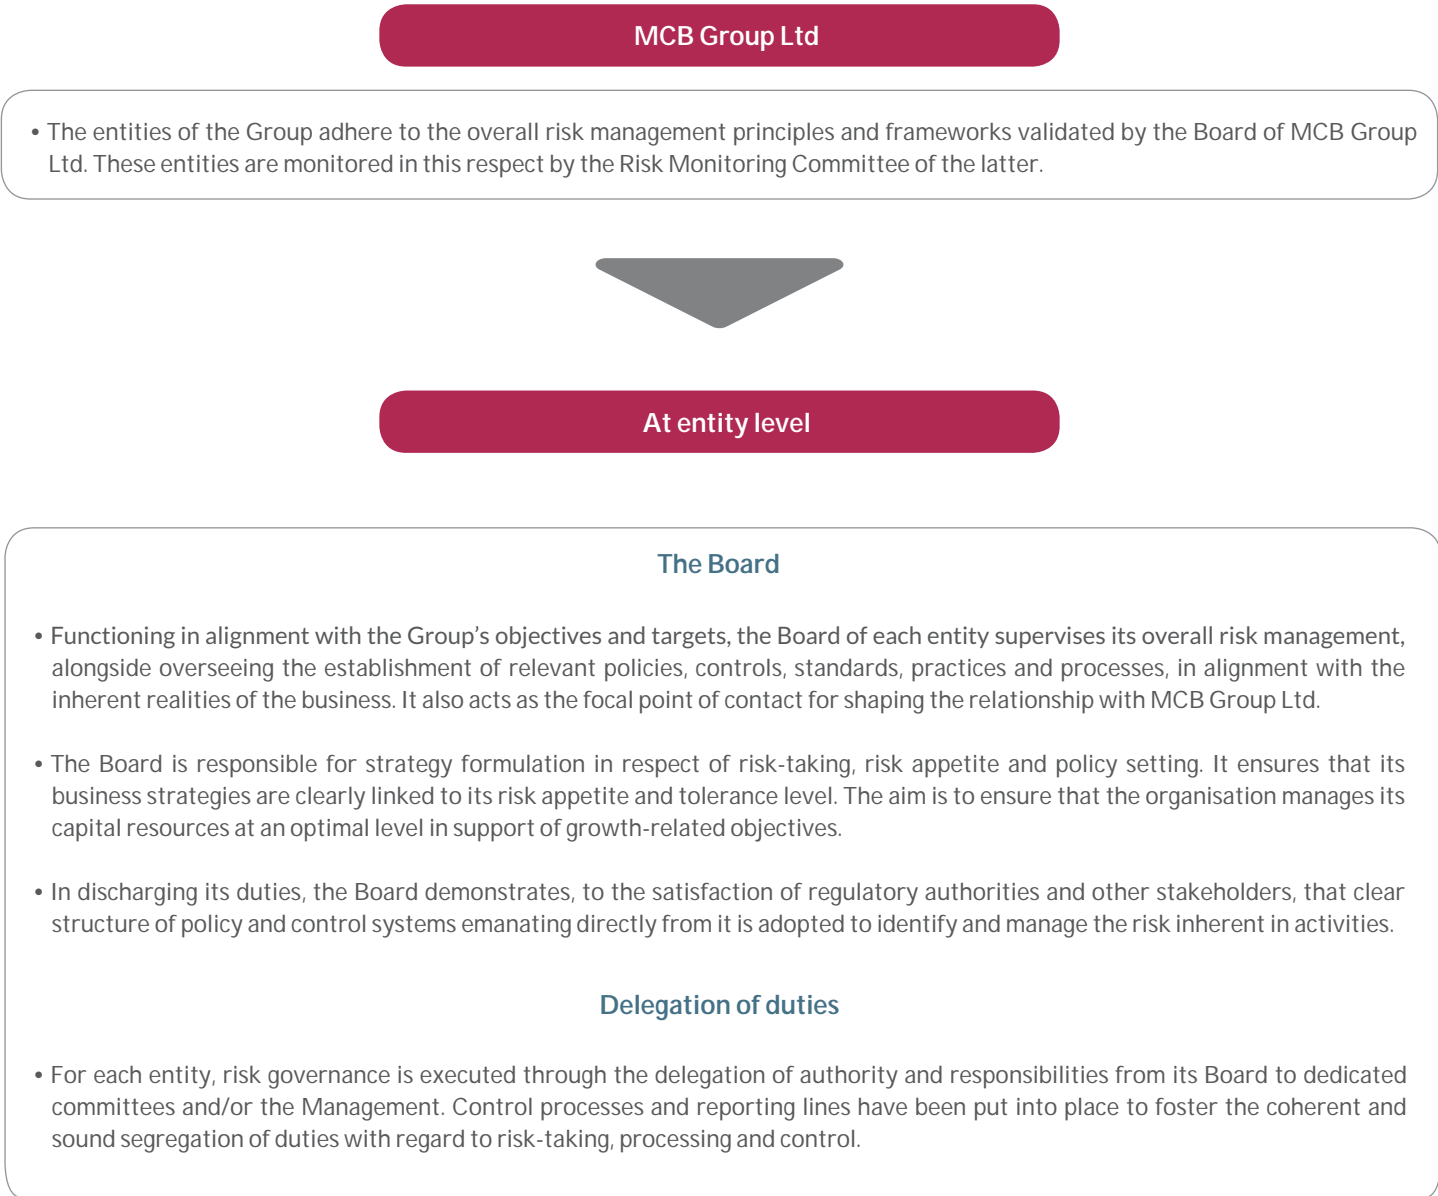 MCB Group Ltd
• The entities of the Group adhere to the overall risk management principles and frameworks validated by the Board of MCB Group
Ltd. These entities are monitored in this respect by the Risk Monitoring Committee of the latter.
At entity level
The Board
• Functioning in alignment with the Group’s objectives and targets, the Board of each entity supervises its overall risk management,
alongside overseeing the establishment of relevant policies, controls, standards, practices and processes, in alignment with the
inherent realities of the business. It also acts as the focal point of contact for shaping the relationship with MCB Group Ltd.
• The Board is responsible for strategy formulation in respect of risk-taking, risk appetite and policy setting. It ensures that its
business strategies are clearly linked to its risk appetite and tolerance level. The aim is to ensure that the organisation manages its
capital resources at an optimal level in support of growth-related objectives.
• In discharging its duties, the Board demonstrates, to the satisfaction of regulatory authorities and other stakeholders, that clear
structure of policy and control systems emanating directly from it is adopted to identify and manage the risk inherent in activities.
Delegation of duties
• For each entity, risk governance is executed through the delegation of authority and responsibilities from its Board to dedicated
committees and/or the Management. Control processes and reporting lines have been put into place to foster the coherent and
sound segregation of duties with regard to risk-taking, processing and control.